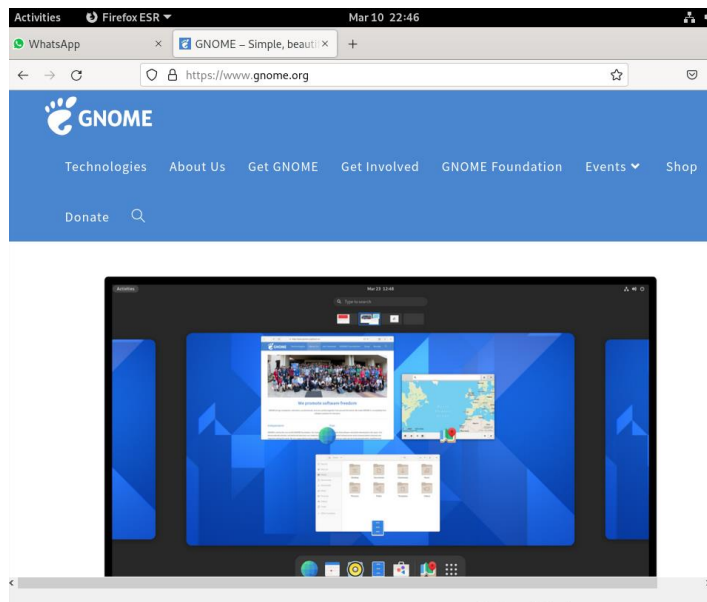 Activities Firefox ESR Mar 10 22:46
WhatsApp × GNOME – Simple, beauti × +
https://www.gnome.org
GNOME
Technologies About Us Get GNOME Get Involved GNOME Foundation Events Shop
Donate
Activities Mar 23 12:48
Type to search
We promote software freedom